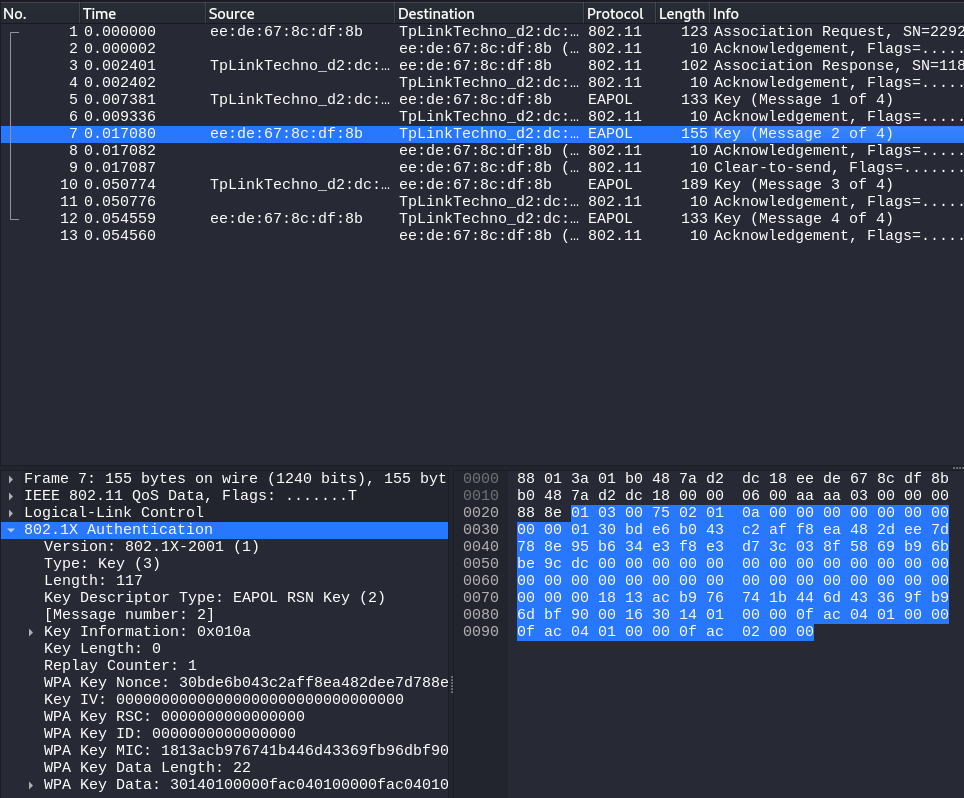 No. Time Source Destination Protocol Length Info
1 0.000000 ee:de:67:8c:df:8b TpLinkTechno_d2:dc:… 802.11 123 Association Request, SN=2292
2 0.000002 ee:de:67:8c:df:8b (… 802.11 10 Acknowledgement, Flags=.....
3 0.002401 TpLinkTechno_d2:dc:… ee:de:67:8c:df:8b 802.11 102 Association Response, SN=118
4 0.002402 TpLinkTechno_d2:dc:… 802.11 10 Acknowledgement, Flags=.....
5 0.007381 TpLinkTechno_d2:dc:… ee:de:67:8c:df:8b EAPOL 133 Key (Message 1 of 4)
6 0.009336 TpLinkTechno_d2:dc:… 802.11 10 Acknowledgement, Flags=.....
7 0.017080 ee:de:67:8c:df:8b TpLinkTechno_d2:dc:… EAPOL 155 Key (Message 2 of 4)
8 0.017082 ee:de:67:8c:df:8b (… 802.11 10 Acknowledgement, Flags=.....
9 0.017087 ee:de:67:8c:df:8b (… 802.11 10 Clear-to-send, Flags=.......
10 0.050774 TpLinkTechno_d2:dc:… ee:de:67:8c:df:8b EAPOL 189 Key (Message 3 of 4)
11 0.050776 TpLinkTechno_d2:dc:… 802.11 10 Acknowledgement, Flags=.....
12 0.054559 ee:de:67:8c:df:8b TpLinkTechno_d2:dc:… EAPOL 133 Key (Message 4 of 4)
13 0.054560 ee:de:67:8c:df:8b (… 802.11 10 Acknowledgement, Flags=.....
Frame 7: 155 bytes on wire (1240 bits), 155 byt
IEEE 802.11 QoS Data, Flags: .......T
Logical-Link Control
802.1X Authentication
Version: 802.1X-2001 (1)
Type: Key (3)
Length: 117
Key Descriptor Type: EAPOL RSN Key (2)
[Message number: 2]
Key Information: 0x010a
Key Length: 0
Replay Counter: 1
WPA Key Nonce: 30bde6b043c2aff8ea482dee7d788e
Key IV: 00000000000000000000000000000000
WPA Key RSC: 0000000000000000
WPA Key ID: 0000000000000000
WPA Key MIC: 1813acb976741b446d43369fb96dbf90
WPA Key Data Length: 22
WPA Key Data: 30140100000fac040100000fac04010
0000 88 01 3a 01 b0 48 7a d2 dc 18 ee de 67 8c df 8b
0010 b0 48 7a d2 dc 18 00 00 06 00 aa aa 03 00 00 00
0020 88 8e 01 03 00 75 02 01 0a 00 00 00 00 00 00 00
0030 00 00 01 30 bd e6 b0 43 c2 af f8 ea 48 2d ee 7d
0040 78 8e 95 b6 34 e3 f8 e3 d7 3c 03 8f 58 69 b9 6b
0050 be 9c dc 00 00 00 00 00 00 00 00 00 00 00 00 00
0060 00 00 00 00 00 00 00 00 00 00 00 00 00 00 00 00
0070 00 00 00 18 13 ac b9 76 74 1b 44 6d 43 36 9f b9
0080 6d bf 90 00 16 30 14 01 00 00 0f ac 04 01 00 00
0090 0f ac 04 01 00 00 0f ac 02 00 00